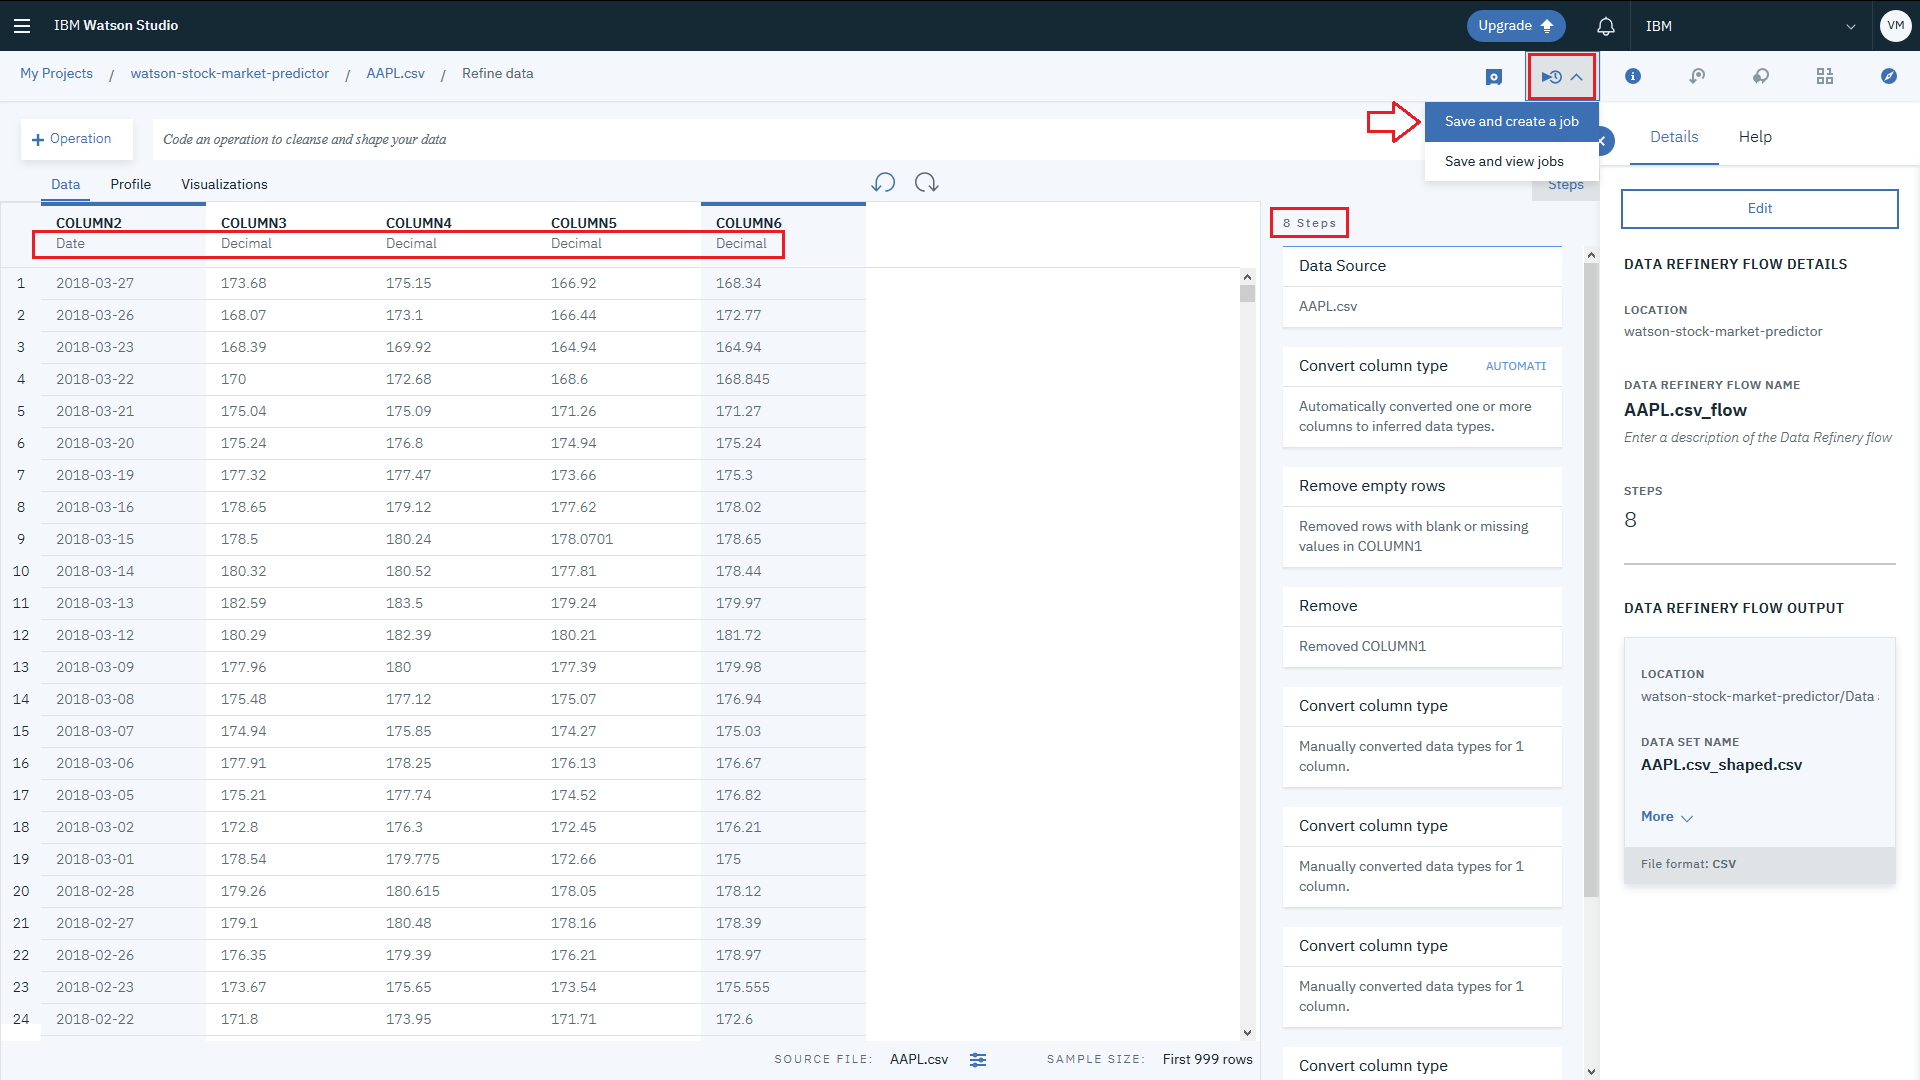 IBM Watson Studio
Upgrade
IBM
VM
My Projects / watson-stock-market-predictor / AAPL.csv / Refine data
Save and create a job
Save and view jobs
Operation
Code an operation to cleanse and shape your data
Data Profile Visualizations
Steps
Details Help
COLUMN2 COLUMN3 COLUMN4 COLUMN5 COLUMN6
Date Decimal Decimal Decimal Decimal
1 2018-03-27 173.68 175.15 166.92 168.34
2 2018-03-26 168.07 173.1 166.44 172.77
3 2018-03-23 168.39 169.92 164.94 164.94
4 2018-03-22 170 172.68 168.6 168.845
5 2018-03-21 175.04 175.09 171.26 171.27
6 2018-03-20 175.24 176.8 174.94 175.24
7 2018-03-19 177.32 177.47 173.66 175.3
8 2018-03-16 178.65 179.12 177.62 178.02
9 2018-03-15 178.5 180.24 178.0701 178.65
10 2018-03-14 180.32 180.52 177.81 178.44
11 2018-03-13 182.59 183.5 179.24 179.97
12 2018-03-12 180.29 182.39 180.21 181.72
13 2018-03-09 177.96 180 177.39 179.98
14 2018-03-08 175.48 177.12 175.07 176.94
15 2018-03-07 174.94 175.85 174.27 175.03
16 2018-03-06 177.91 178.25 176.13 176.67
17 2018-03-05 175.21 177.74 174.52 176.82
18 2018-03-02 172.8 176.3 172.45 176.21
19 2018-03-01 178.54 179.775 172.66 175
20 2018-02-28 179.26 180.615 178.05 178.12
21 2018-02-27 179.1 180.48 178.16 178.39
22 2018-02-26 176.35 179.39 176.21 178.97
23 2018-02-23 173.67 175.65 173.54 175.555
24 2018-02-22 171.8 173.95 171.71 172.6
SOURCE FILE: AAPL.csv
SAMPLE SIZE: First 999 rows
8 Steps
Data Source
AAPL.csv
Convert column type AUTOMATI
Automatically converted one or more
columns to inferred data types.
Remove empty rows
Removed rows with blank or missing
values in COLUMN1
Remove
Removed COLUMN1
Convert column type
Manually converted data types for 1
column.
Convert column type
Manually converted data types for 1
column.
Convert column type
Manually converted data types for 1
column.
Convert column type
Edit
DATA REFINERY FLOW DETAILS
LOCATION
watson-stock-market-predictor
DATA REFINERY FLOW NAME
AAPL.csv_flow
Enter a description of the Data Refinery flow
STEPS
8
DATA REFINERY FLOW OUTPUT
LOCATION
watson-stock-market-predictor/Data
DATA SET NAME
AAPL.csv_shaped.csv
More
File format: CSV